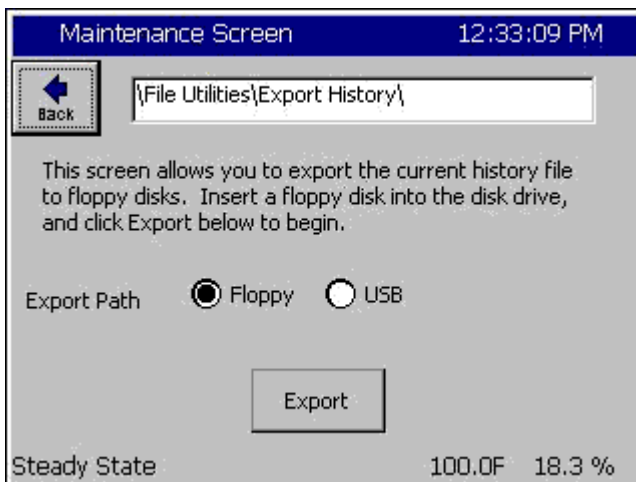 Maintenance Screen 12:33:09 PM
Back
\File Utilities\Export History\
This screen allows you to export the current history file
to floppy disks. Insert a floppy disk into the disk drive,
and click Export below to begin.
Export Path Floppy USB
Export
Steady State 100.0F 18.3 %